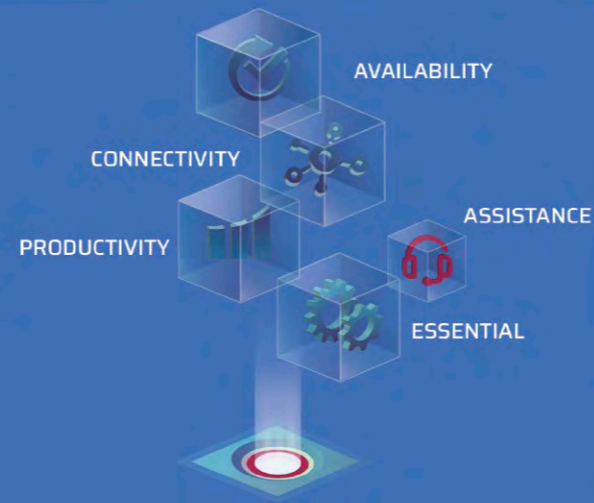 AVAILABILITY
CONNECTIVITY
ASSISTANCE
PRODUCTIVITY
ESSENTIAL